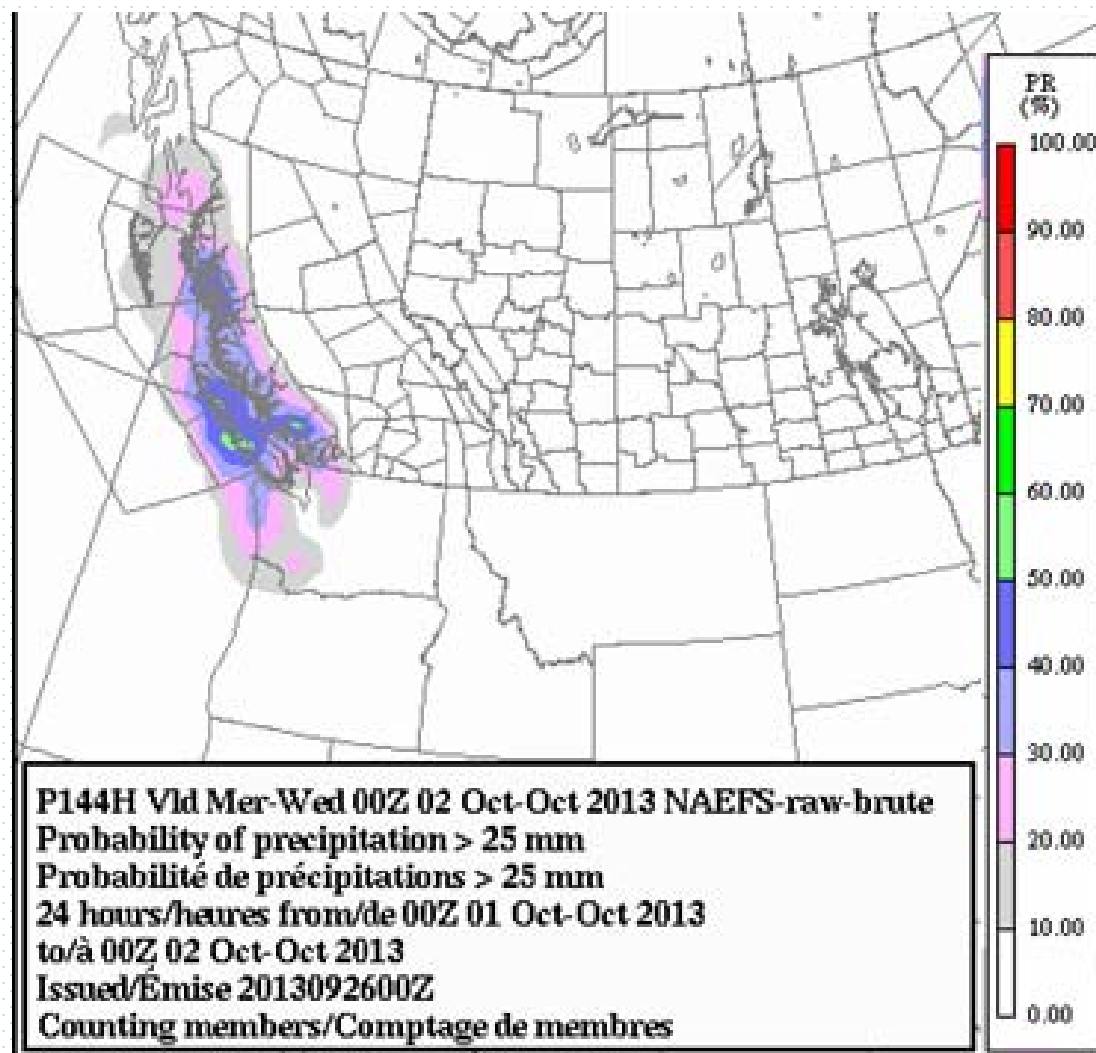 PR
(%)
100.00
90.00
80.00
70.00
60.00
50.00
40.00
30.00
20.00
10.00
0.00
P144H Vld Mer-Wed 00Z 02 Oct-Oct 2013 NAEFS-raw-brute
Probability of precipitation > 25 mm
Probabilité de précipitations > 25 mm
24 hours/heures from/de 00Z 01 Oct-Oct 2013
to/à 00Z 02 Oct-Oct 2013
Issued/Émise 2013092600Z
Counting members/Comptage de membres